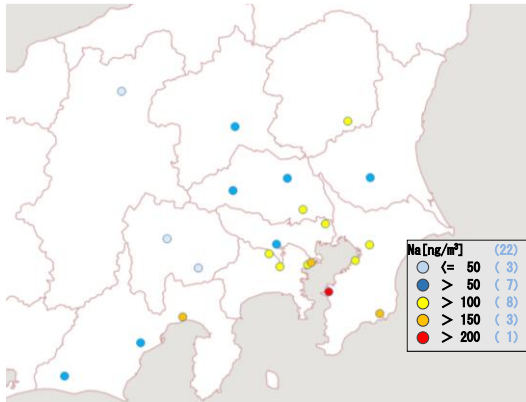 Na[ng/m³] (22)
<= 50 ( 3)
> 50 ( 7)
> 100 ( 8)
> 150 ( 3)
> 200 ( 1)